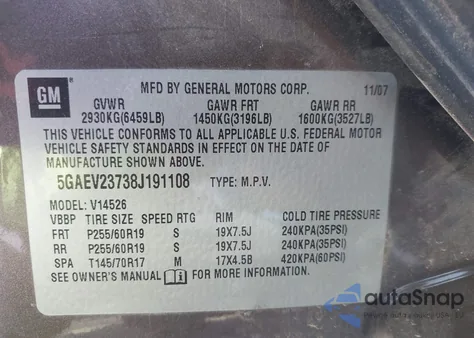 GM
MFD BY GENERAL MOTORS CORP. 11/07
GVWR GAWR FRT GAWR RR
2930KG(6459LB) 1450KG(3196LB) 1600KG(3527LB)
THIS VEHICLE CONFORMS TO ALL APPLICABLE U.S. FEDERAL MOTOR
VEHICLE SAFETY STANDARDS IN EFFECT ON THE DATE OF
MANUFACTURE SHOWN ABOVE.
5GAEV23738J191108 TYPE: M.P.V.
MODEL: V14526
VBBP TIRE SIZE SPEED RTG RIM COLD TIRE PRESSURE
FRT P255/60R19 S 19X7.5J 240KPA(35PSI)
RR P255/60R19 S 19X7.5J 240KPA(35PSI)
SPA T145/70R17 M 17X4.5B 420KPA(60PSI)
SEE OWNER'S MANUAL FOR MORE INFORMATION.
autoSnap